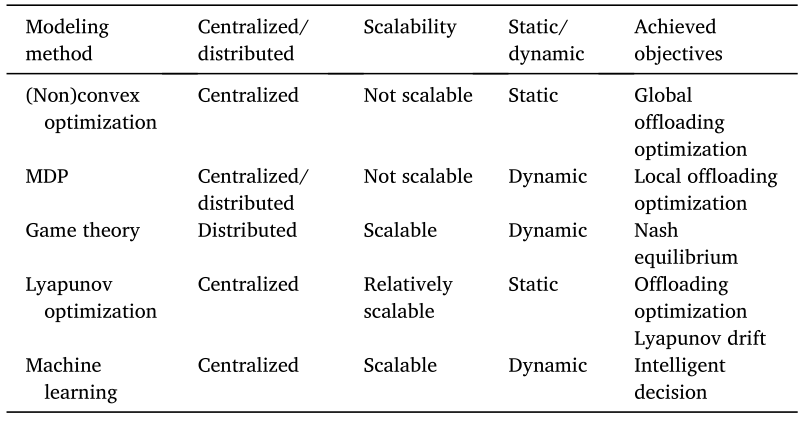 Modeling method Centralized/distributed Scalability Static/dynamic Achieved objectives
(Non)convex optimization Centralized Not scalable Static Global offloading optimization
MDP Centralized/distributed Not scalable Dynamic Local offloading optimization
Game theory Distributed Scalable Dynamic Nash equilibrium
Lyapunov optimization Centralized Relatively scalable Static Offloading optimization Lyapunov drift
Machine learning Centralized Scalable Dynamic Intelligent decision